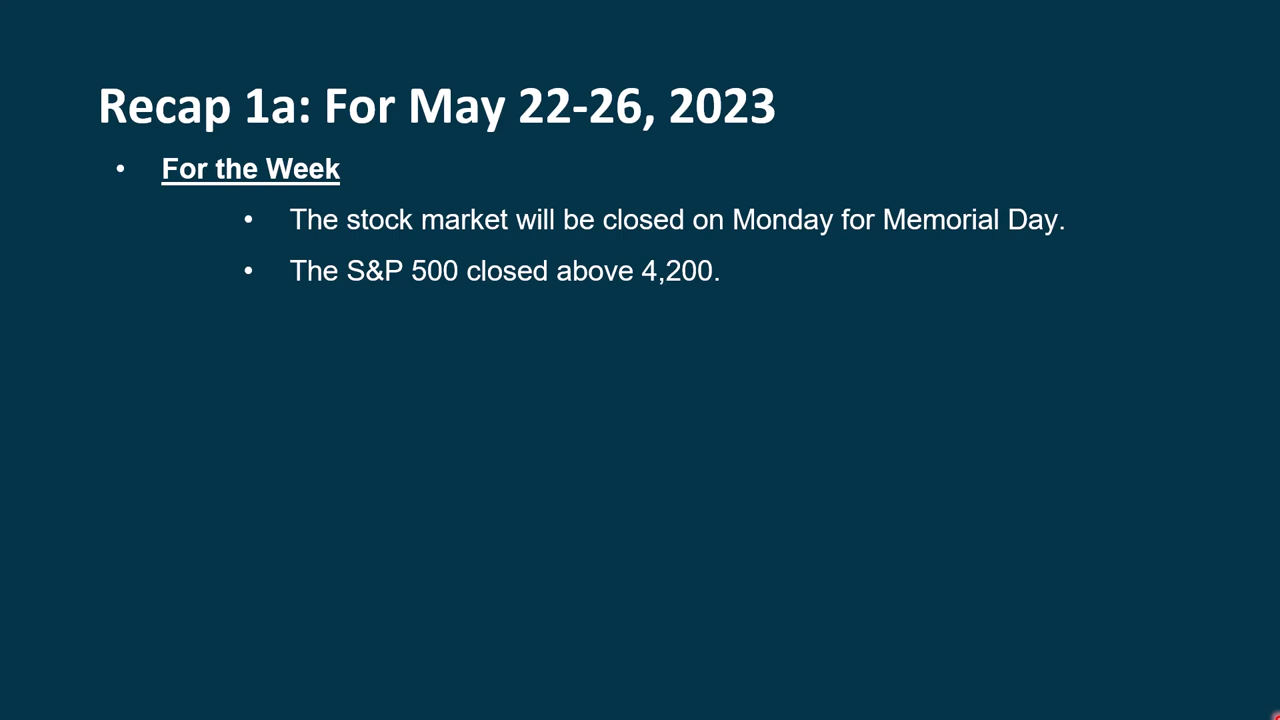 Recap 1a: For May 22-26, 2023
• For the Week
• The stock market will be closed on Monday for Memorial Day.
• The S&P 500 closed above 4,200.